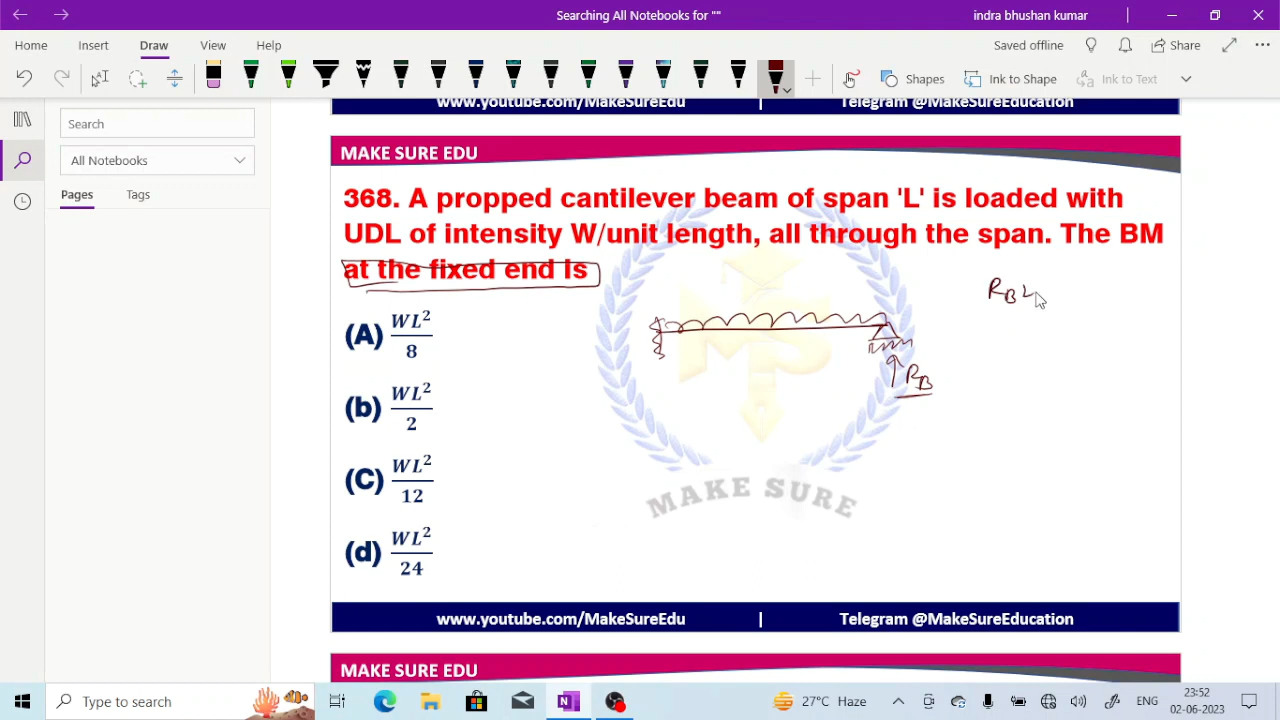 Searching All Notebooks for ""
indra bhushan kumar
Home Insert Draw View Help
Saved offline
Share
Shapes
Ink to Shape
Ink to Text
www.youtube.com/MakeSureEdu | Telegram @MakeSureEducation
Search
All Notebooks
Pages Tags
MAKE SURE EDU
368. A propped cantilever beam of span 'L' is loaded with
UDL of intensity W/unit length, all through the span. The BM
at the fixed end is
(A) WL²/8
(b) WL²/2
(C) WL²/12
(d) WL²/24
R_B L
R_B
MAKE SURE
www.youtube.com/MakeSureEdu | Telegram @MakeSureEducation
MAKE SURE EDU
Type to search
27°C Haze
ENG
23:52
02-06-2023